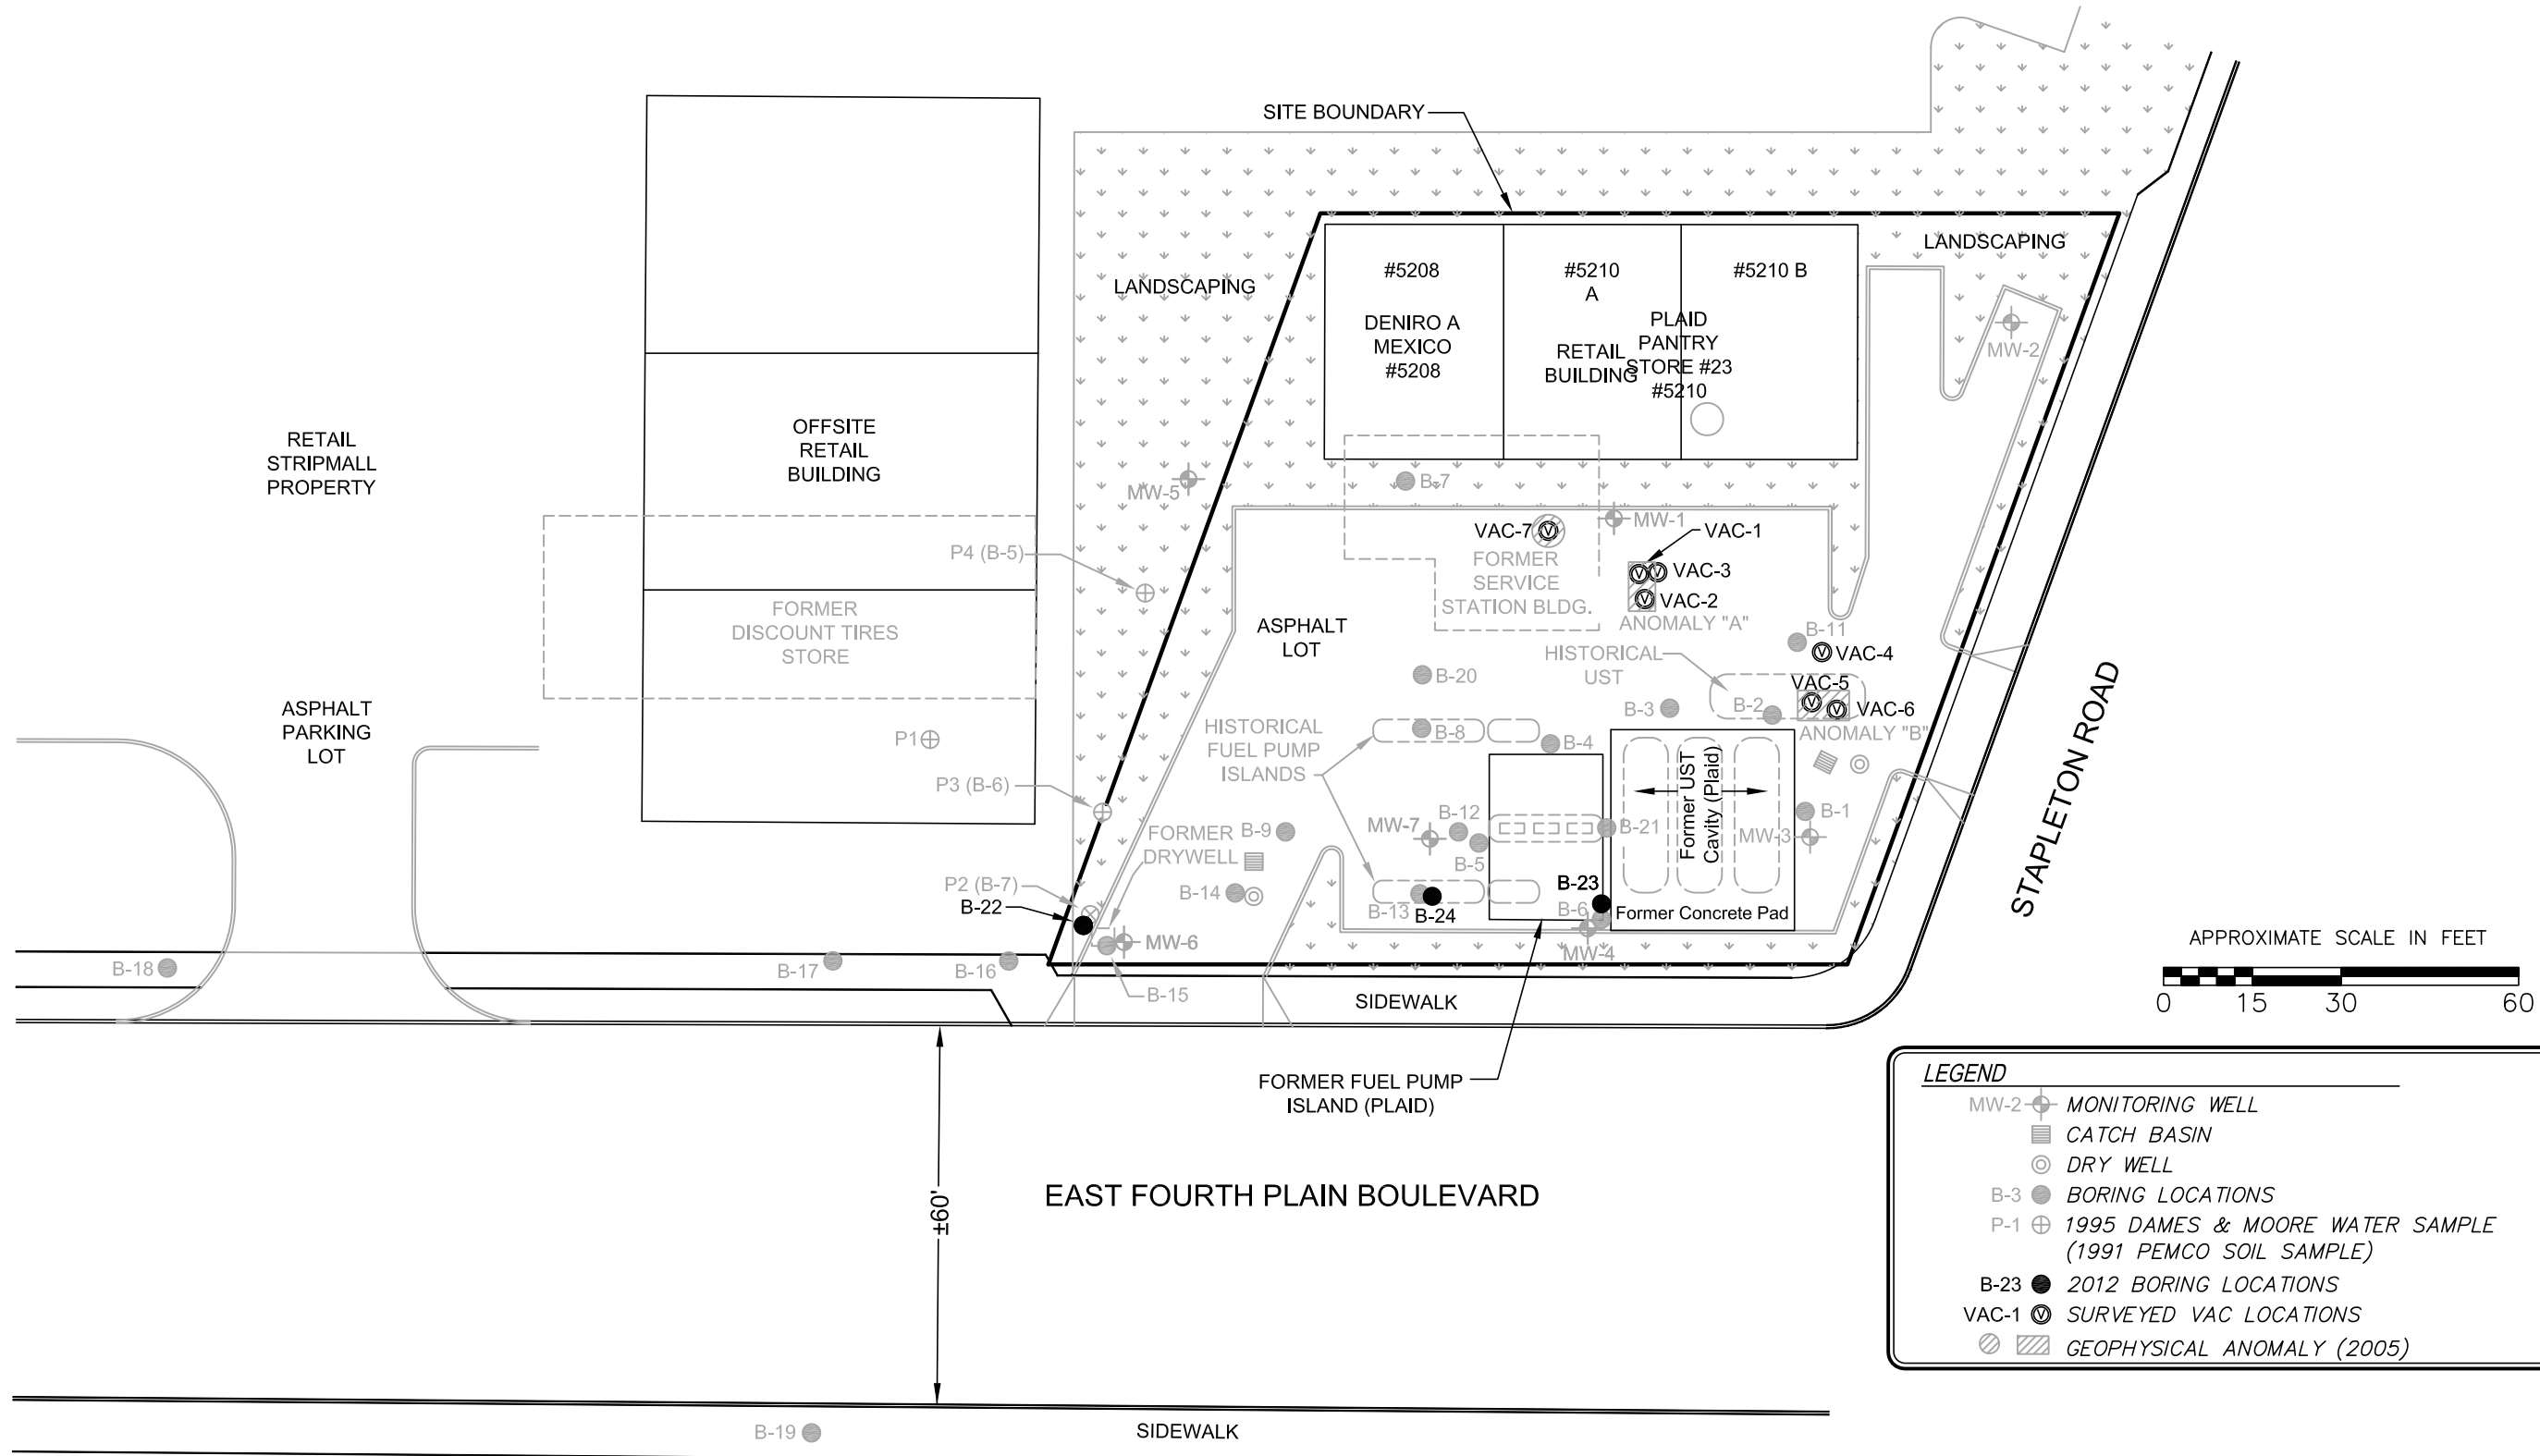 SITE BOUNDARY
LANDSCAPING
LANDSCAPING
#5208
#5210
A
#5210 B
DENIRO A
MEXICO
#5208
RETAIL
BUILDING
PLAID
PANTRY
STORE #23
#5210
MW-2
RETAIL
STRIPMALL
PROPERTY
OFFSITE
RETAIL
BUILDING
MW-5
B-7
VAC-7
MW-1
VAC-1
P4 (B-5)
FORMER
SERVICE
STATION BLDG.
VAC-3
VAC-2
ANOMALY "A"
FORMER
DISCOUNT TIRES
STORE
ASPHALT
LOT
B-11
VAC-4
HISTORICAL
UST
B-20
VAC-5
B-3
B-2
VAC-6
ANOMALY "B"
ASPHALT
PARKING
LOT
P1
HISTORICAL
FUEL PUMP
ISLANDS
B-8
B-4
STAPLETON ROAD
P3 (B-6)
Former UST
Cavity (Plaid)
B-1
FORMER
DRYWELL
B-9
MW-7
B-12
B-21
MW-3
B-5
P2 (B-7)
B-22
B-14
B-13
B-24
B-23
B-6
Former Concrete Pad
MW-6
MW-4
B-18
B-17
B-16
B-15
SIDEWALK
APPROXIMATE SCALE IN FEET
0 15 30 60
FORMER FUEL PUMP
ISLAND (PLAID)
±60'
EAST FOURTH PLAIN BOULEVARD
LEGEND
MW-2 MONITORING WELL
CATCH BASIN
DRY WELL
B-3 BORING LOCATIONS
P-1 1995 DAMES & MOORE WATER SAMPLE
(1991 PEMCO SOIL SAMPLE)
B-23 2012 BORING LOCATIONS
VAC-1 V SURVEYED VAC LOCATIONS
GEOPHYSICAL ANOMALY (2005)
B-19
SIDEWALK